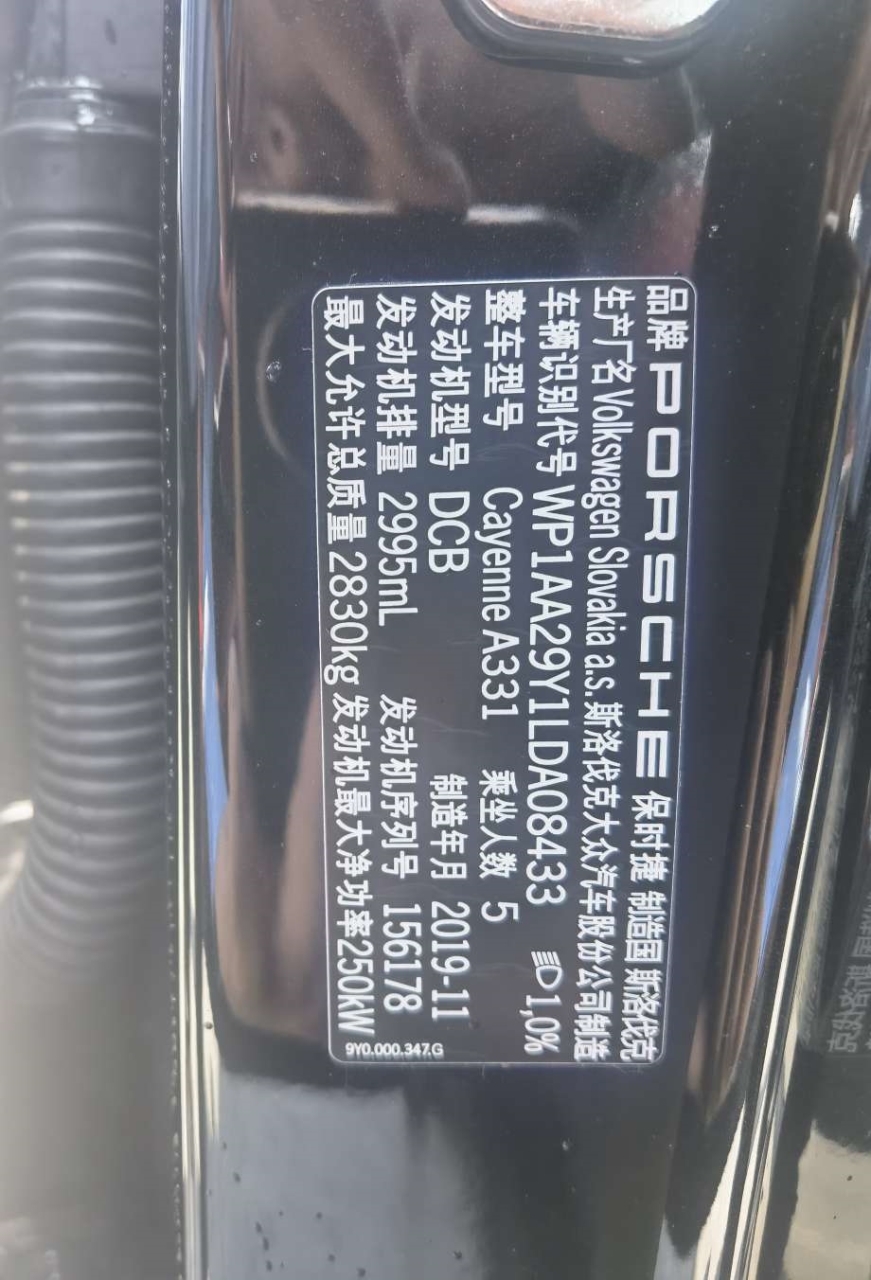 品牌 PORSCHE 保时捷 制造国 斯洛伐克
生产厂名 Volkswagen Slovakia a.s. 斯洛伐克大众汽车股份公司制造
车辆识别代号 WP1AA29Y1LDA08433 1,0%
整车型号 Cayenne A331 乘坐人数 5
发动机型号 DCB 制造年月 2019-11
发动机排量 2995mL 发动机序列号 156178
最大允许总质量 2830kg 发动机最大净功率250kW
9Y0.000.347.G